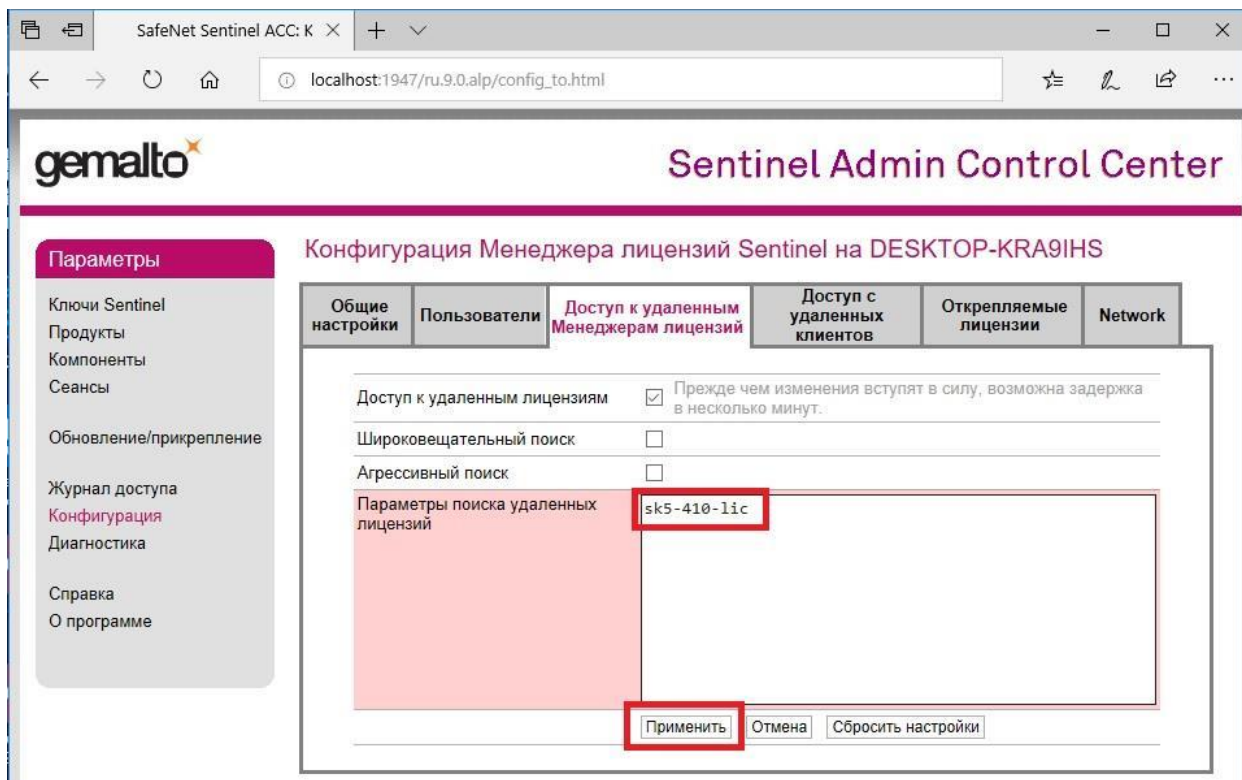 SafeNet Sentinel ACC: К
localhost:1947/ru.9.0.alp/config_to.html
gemalto
Sentinel Admin Control Center
Параметры
Ключи Sentinel
Продукты
Компоненты
Сеансы
Обновление/прикрепление
Журнал доступа
Конфигурация
Диагностика
Справка
О программе
Конфигурация Менеджера лицензий Sentinel на DESKTOP-KRA9IHS
Общие
настройки
Пользователи
Доступ к удаленным
Менеджерам лицензий
Доступ с
удаленных
клиентов
Открепляемые
лицензии
Network
Доступ к удаленным лицензиям
Прежде чем изменения вступят в силу, возможна задержка
в несколько минут.
Широковещательный поиск
Агрессивный поиск
Параметры поиска удаленных
лицензий
sk5-410-lic
Применить
Отмена
Сбросить настройки